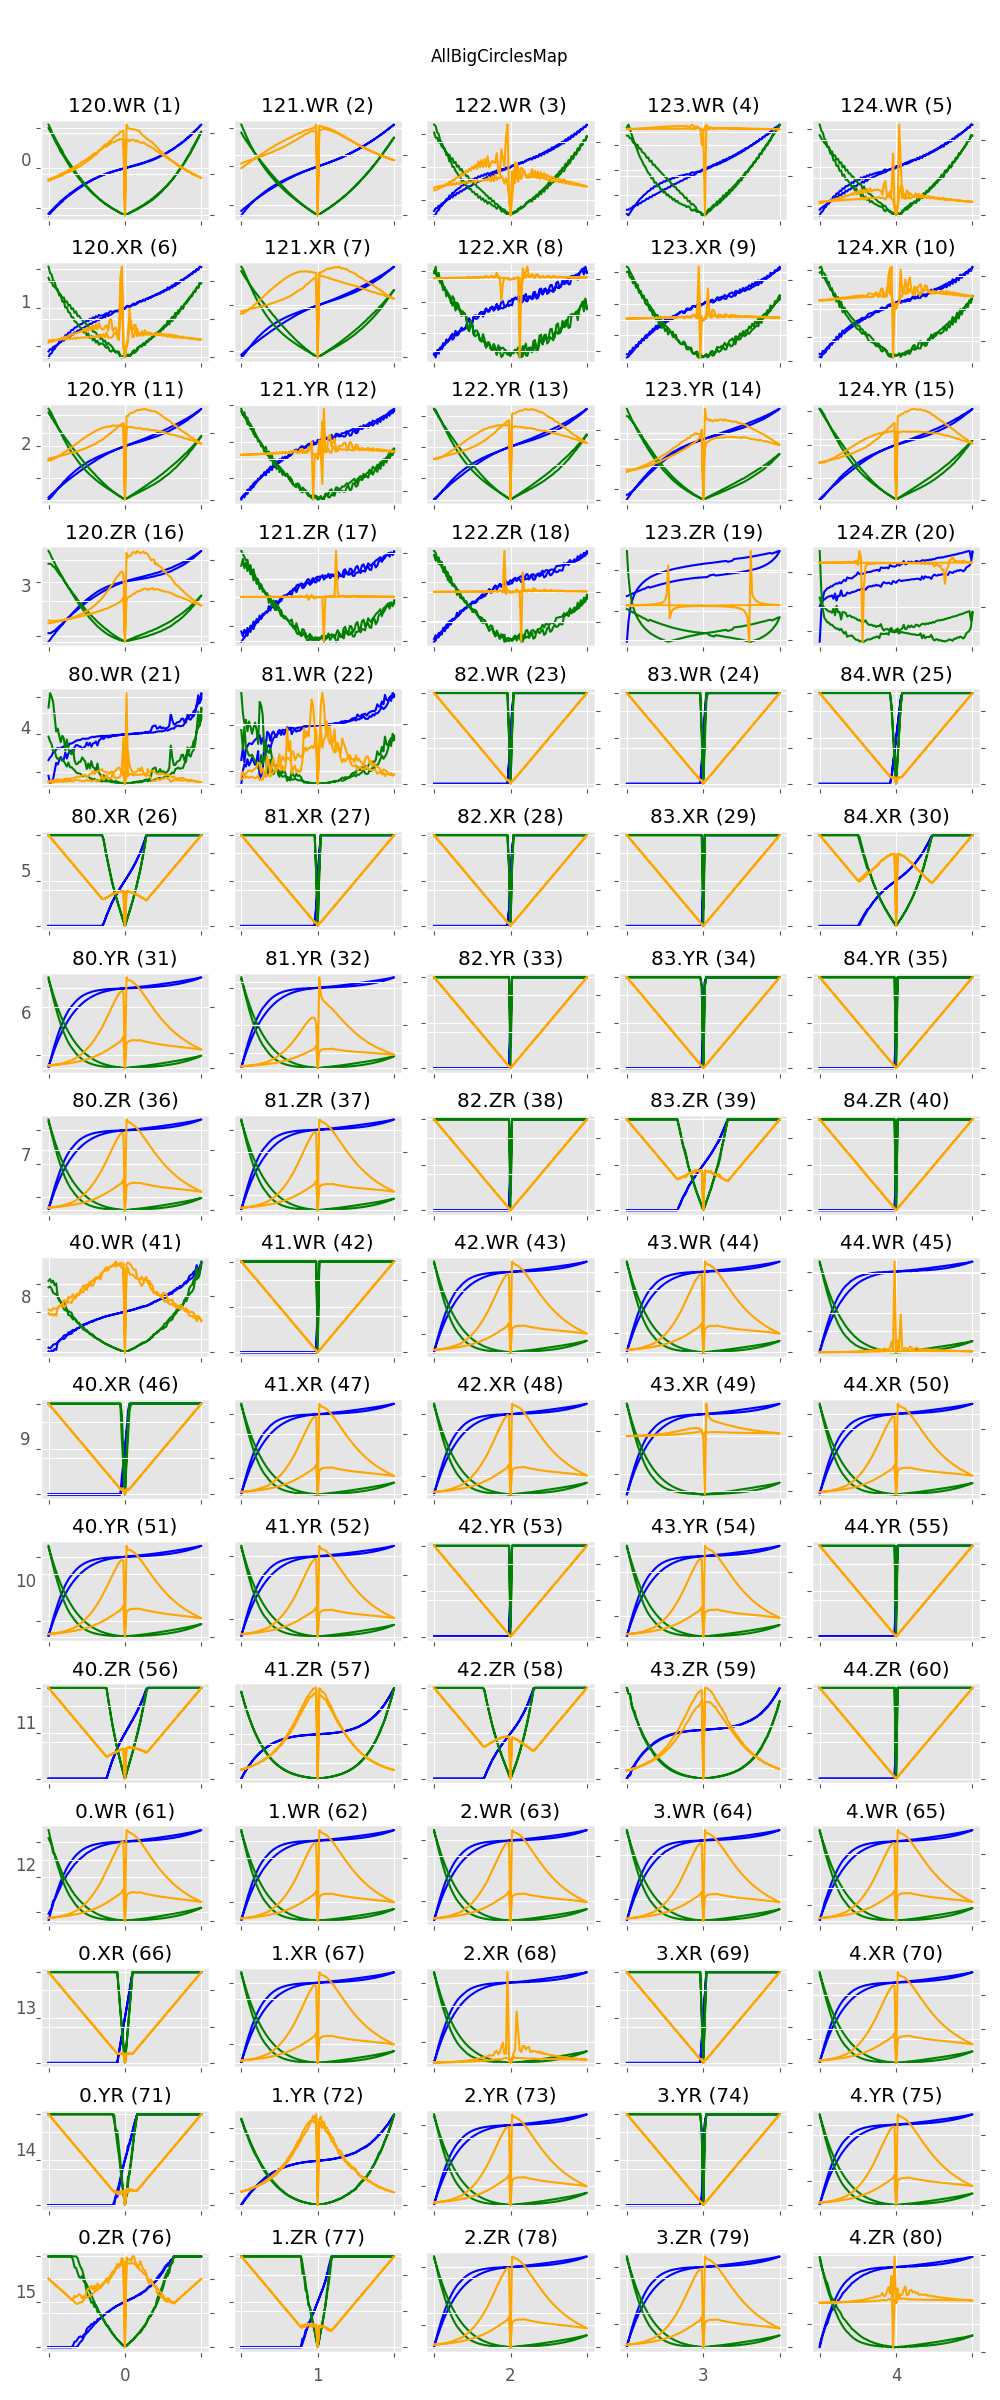 AllBigCirclesMap
120.WR (1) 121.WR (2) 122.WR (3) 123.WR (4) 124.WR (5)
0
120.XR (6) 121.XR (7) 122.XR (8) 123.XR (9) 124.XR (10)
1
120.YR (11) 121.YR (12) 122.YR (13) 123.YR (14) 124.YR (15)
2
120.ZR (16) 121.ZR (17) 122.ZR (18) 123.ZR (19) 124.ZR (20)
3
80.WR (21) 81.WR (22) 82.WR (23) 83.WR (24) 84.WR (25)
4
80.XR (26) 81.XR (27) 82.XR (28) 83.XR (29) 84.XR (30)
5
80.YR (31) 81.YR (32) 82.YR (33) 83.YR (34) 84.YR (35)
6
80.ZR (36) 81.ZR (37) 82.ZR (38) 83.ZR (39) 84.ZR (40)
7
40.WR (41) 41.WR (42) 42.WR (43) 43.WR (44) 44.WR (45)
8
40.XR (46) 41.XR (47) 42.XR (48) 43.XR (49) 44.XR (50)
9
40.YR (51) 41.YR (52) 42.YR (53) 43.YR (54) 44.YR (55)
10
40.ZR (56) 41.ZR (57) 42.ZR (58) 43.ZR (59) 44.ZR (60)
11
0.WR (61) 1.WR (62) 2.WR (63) 3.WR (64) 4.WR (65)
12
0.XR (66) 1.XR (67) 2.XR (68) 3.XR (69) 4.XR (70)
13
0.YR (71) 1.YR (72) 2.YR (73) 3.YR (74) 4.YR (75)
14
0.ZR (76) 1.ZR (77) 2.ZR (78) 3.ZR (79) 4.ZR (80)
15
0 1 2 3 4